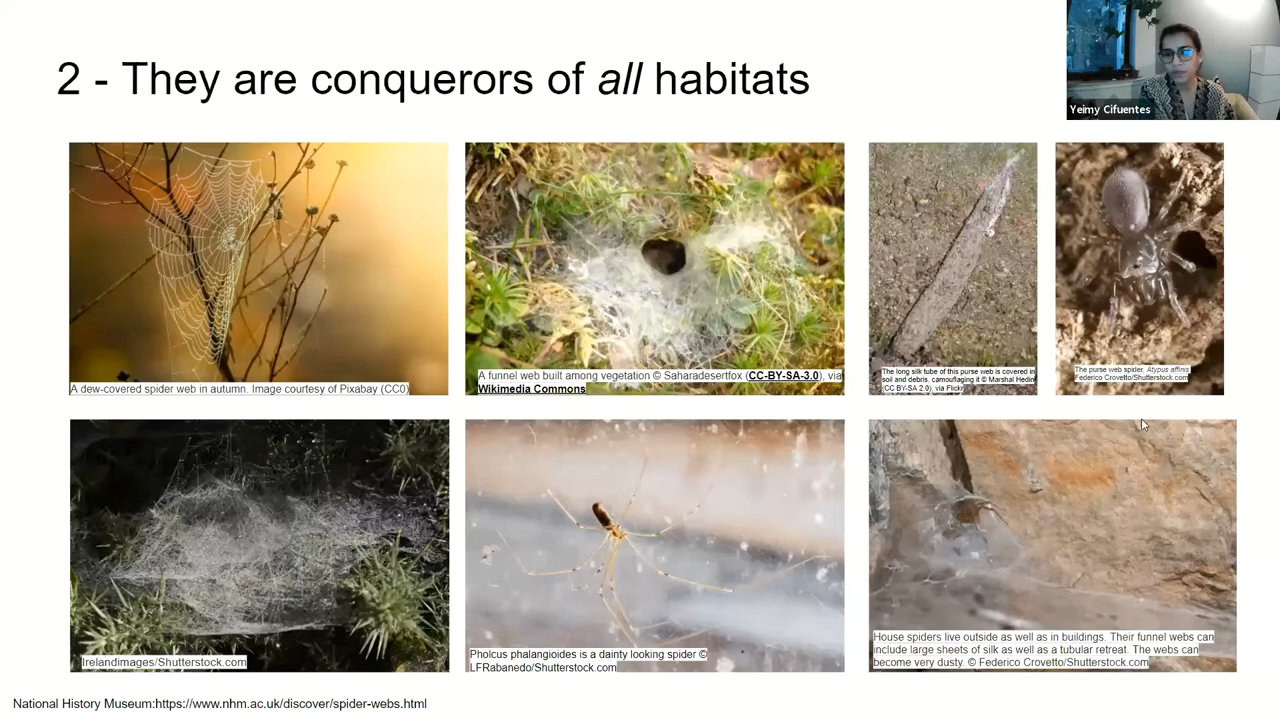 2 - They are conquerors of all habitats
Yeimy Cifuentes
A dew-covered spider web in autumn. Image courtesy of Pixabay (CC0)
A funnel web built among vegetation © Saharadesertfox (CC-BY-SA-3.0), via
Wikimedia Commons
The long silk tube of this purse web is covered in
soil and debris, camouflaging it © Marshal Hedin
(CC BY-SA 2.0), via Flickr
The purse web spider, Atypus affinis
Federico Crovetto/Shutterstock.com
Irelandimages/Shutterstock.com
Pholcus phalangioides is a dainty looking spider ©
LFRabanedo/Shutterstock.com
House spiders live outside as well as in buildings. Their funnel webs can
include large sheets of silk as well as a tubular retreat. The webs can
become very dusty. © Federico Crovetto/Shutterstock.com
National History Museum:https://www.nhm.ac.uk/discover/spider-webs.html